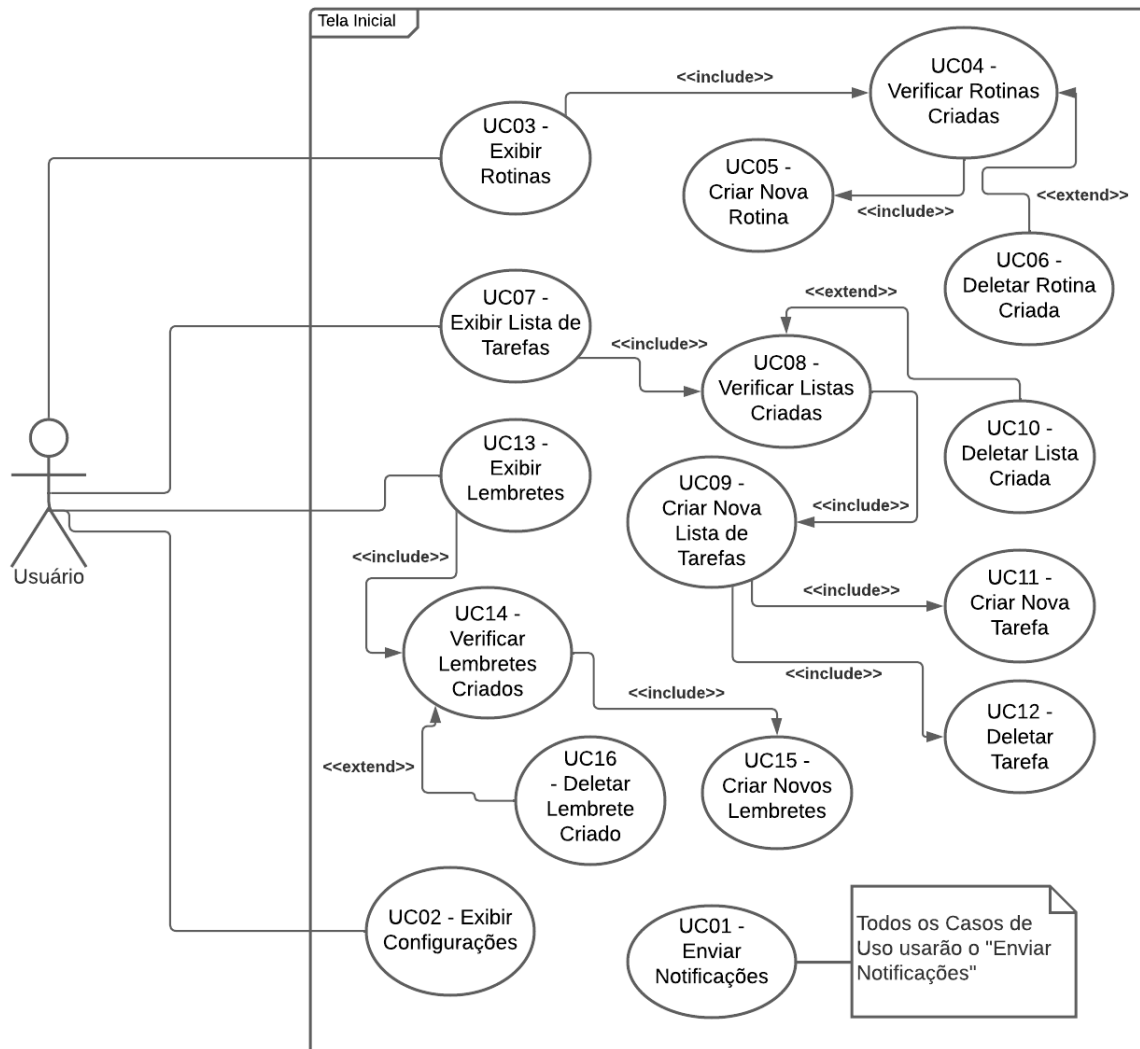 Tela Inicial
UC04 -
Verificar Rotinas
Criadas
<<include>>
UC03 -
Exibir
Rotinas
UC05 -
Criar Nova
Rotina
<<include>>
<<extend>>
UC06 -
Deletar Rotina
Criada
UC07 -
Exibir Lista de
Tarefas
<<extend>>
<<include>>
UC08 -
Verificar Listas
Criadas
UC10 -
Deletar Lista
Criada
UC13 -
Exibir
Lembretes
UC09 -
Criar Nova
Lista de
Tarefas
<<include>>
<<include>>
Usuário
UC11 -
Criar Nova
Tarefa
<<include>>
UC14 -
Verificar
Lembretes
Criados
<<include>>
<<include>>
UC12 -
Deletar
Tarefa
<<extend>>
UC16
- Deletar
Lembrete
Criado
UC15 -
Criar Novos
Lembretes
UC02 - Exibir
Configurações
UC01 -
Enviar
Notificações
Todos os Casos de
Uso usarão o "Enviar
Notificações"